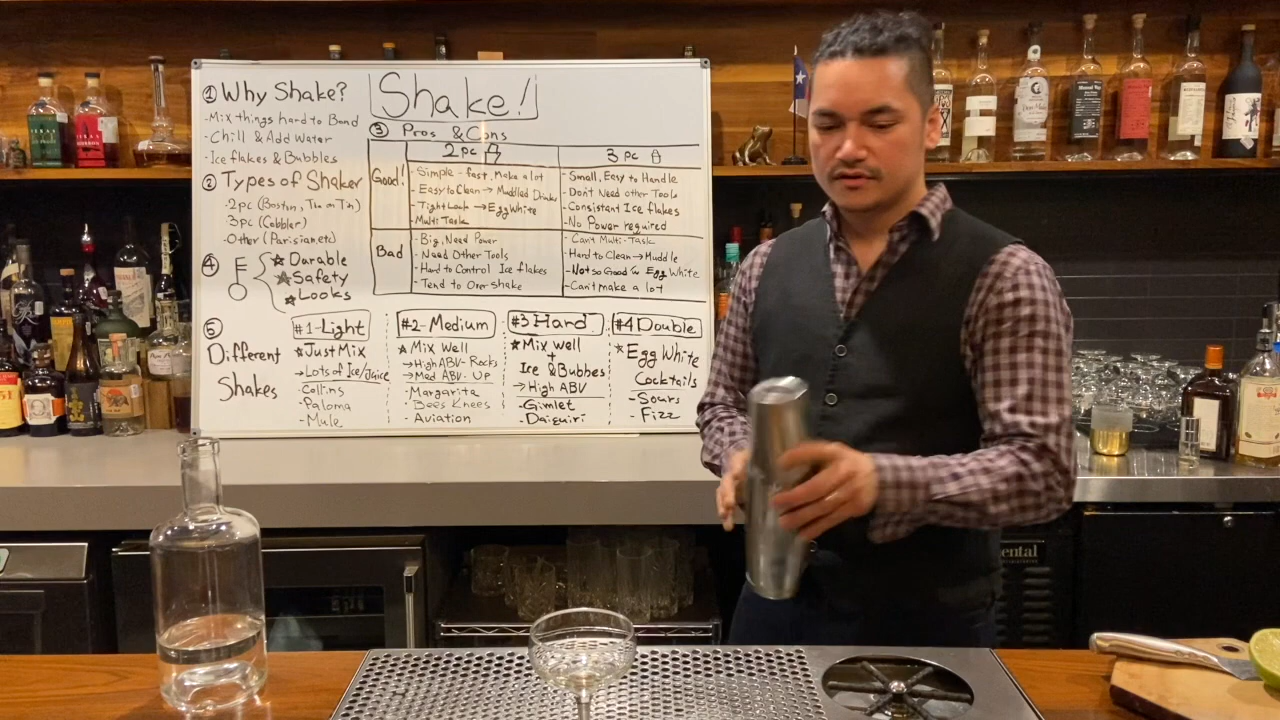 Shake!
① Why Shake?
-Mix things hard to Band
-Chill & Add Water
-Ice flakes & Bubbles
② Types of Shaker
-2pc (Boston, Tin on Tin)
-3pc (Cobbler)
-Other (Parisian, etc)
③ Pros & Cons
2pc
3 pc
Good!
-Simple - fast, Make a lot
-Easy to Clean → Muddled Drinks
-Tight Lock → Egg White
-Multi Task
-Small, Easy to Handle
-Don't Need other Tools
-Consistant Ice flakes
-No Power required
Bad
-Big, Need Power
-Need Other Tools
-Hard to Control Ice flakes
-Tend to Over shake
-Can't Multi-Task
-Hard to Clean → Muddle
-Not so Good w Egg White
-Can't make a lot
④
★ Durable
★ Safety
★ Looks
⑤ Different Shakes
#1-Light
★Just Mix
→Lots of Ice/Juice
-Collins
-Paloma
-Mule
#2-Medium
★ Mix Well
→High ABV-Rocks
→Med ABV-Up
-Margarita
-Bees Knees
-Aviation
#3 Hard
★Mix well
+
Ice & Bubbes
→High ABV
-Gimlet
-Daiquiri
#4 Double
★Egg White
Cocktails
-Sours
-Fizz
ental